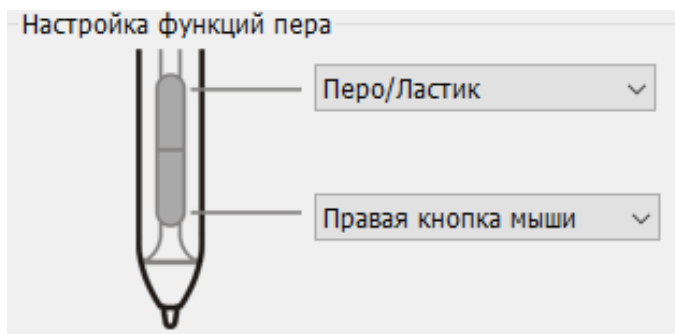 Настройка функций пера
Перо/Ластик
Правая кнопка мыши